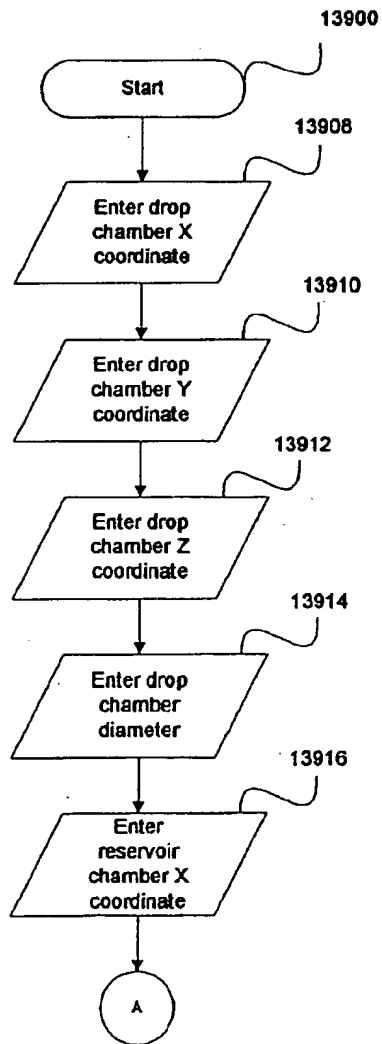 13900
Start
13908
Enter drop
chamber X
coordinate
13910
Enter drop
chamber Y
coordinate
13912
Enter drop
chamber Z
coordinate
13914
Enter drop
chamber
diameter
13916
Enter
reservoir
chamber X
coordinate
A